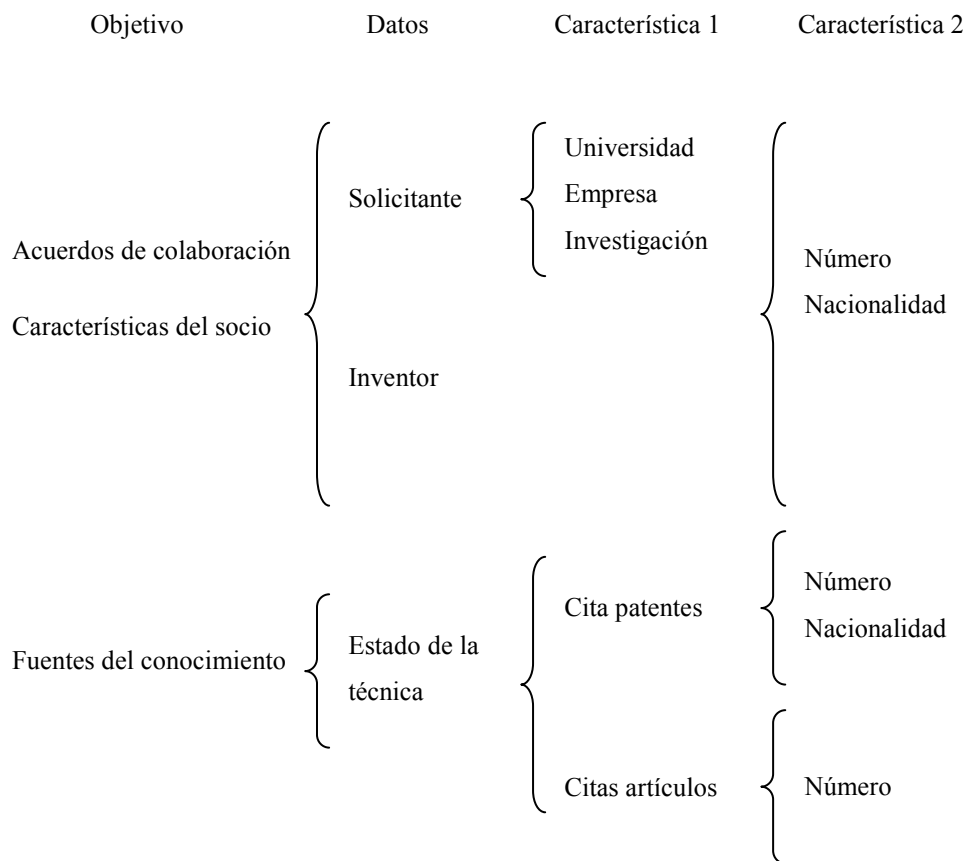 Objetivo Datos Característica 1 Característica 2
Universidad
Solicitante Empresa
Investigación
Acuerdos de colaboración Número
Características del socio Nacionalidad
Inventor
Número
Cita patentes
Nacionalidad
Fuentes del conocimiento Estado de la
técnica
Citas artículos Número